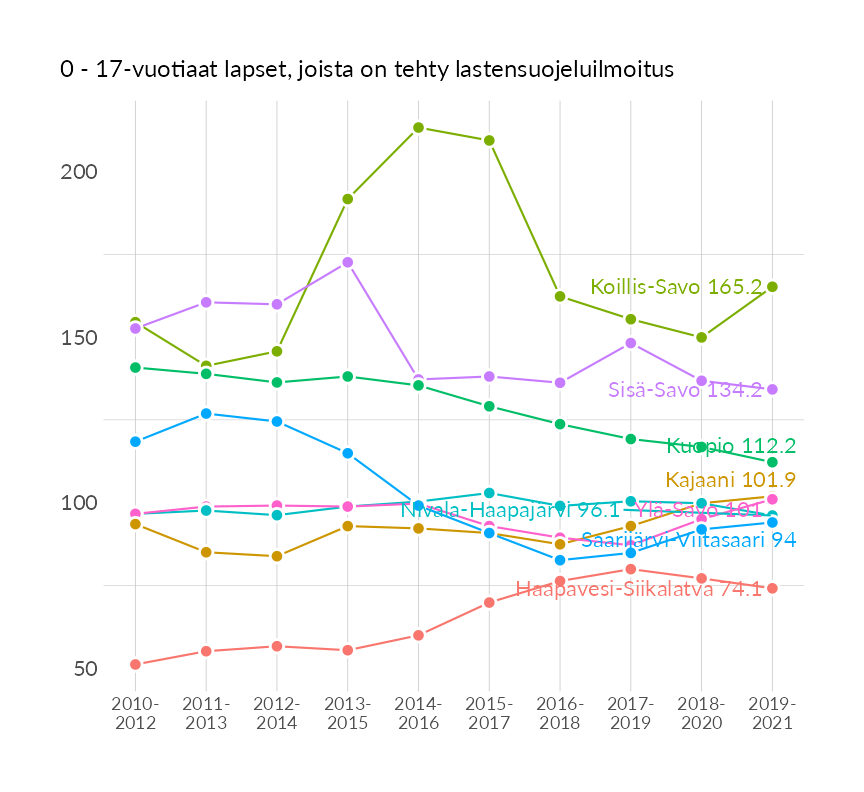 0 - 17-vuotiaat lapset, joista on tehty lastensuojeluilmoitus
200
150
100
50
Koillis-Savo 165.2
Sisä-Savo 134.2
Kuopio 112.2
Kajaani 101.9
Nivala-Haapajärvi 96.1
Ylä-Savo 101
Saarijärvi-Viitasaari 94
Haapavesi-Siikalatva 74.1
2010- 2011- 2012- 2013- 2014- 2015- 2016- 2017- 2018- 2019-
2012 2013 2014 2015 2016 2017 2018 2019 2020 2021